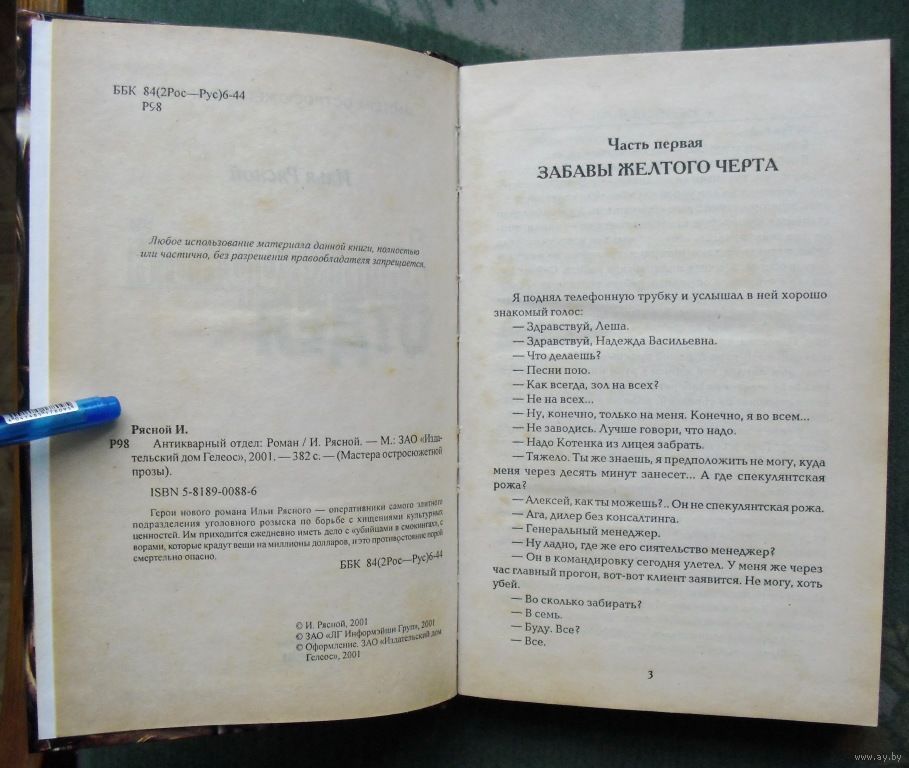 ББК 84(2Рос—Рус)6-44
Р98
Любое использование материала данной книги, полностью
или частично, без разрешения правообладателя запрещается.
Рясной И.
Р98 Антикварный отдел: Роман / И. Рясной. — М.: ЗАО «Изда-
тельский дом Гелеос», 2001. — 382 с. — (Мастера остросюжетной
прозы).
ISBN 5-8189-0088-6
Герои нового романа Ильи Рясного — оперативники самого элитного
подразделения уголовного розыска по борьбе с хищениями культурных
ценностей. Им приходится ежедневно иметь дело с «убийцами в смокингах», с
ворами, которые крадут вещи на миллионы долларов, и это противостояние порой
смертельно опасно.
ББК 84(2Рос—Рус)6-44
© И. Рясной, 2001
© ЗАО «ЛГ Информэйшн Груп», 2001
© Оформление. ЗАО «Издательский дом
Гелеос», 2001
Часть первая
ЗАБАВЫ ЖЕЛТОГО ЧЕРТА
Я поднял телефонную трубку и услышал в ней хорошо
знакомый голос:
— Здравствуй, Леша.
— Здравствуй, Надежда Васильевна.
— Что делаешь?
— Песни пою.
— Как всегда, зол на всех?
— Не на всех...
— Ну, конечно, только на меня. Конечно, я во всем...
— Не заводись. Лучше говори, что надо.
— Надо Котенка из лицея забрать.
— Тяжело. Ты же знаешь, я предположить не могу, куда
меня через десять минут занесет... А где спекулянтская
рожа?
— Алексей, как ты можешь?.. Он не спекулянтская рожа.
— Ага, дилер без консалтинга.
— Генеральный менеджер.
— Ну ладно, где же его сиятельство менеджер?
— Он в командировку сегодня улетел. У меня же через
час главный прогон, вот-вот клиент заявится. Не могу, хоть
убей.
— Во сколько забирать?
— В семь.
— Буду. Все?
— Все.
3
www.ay.by